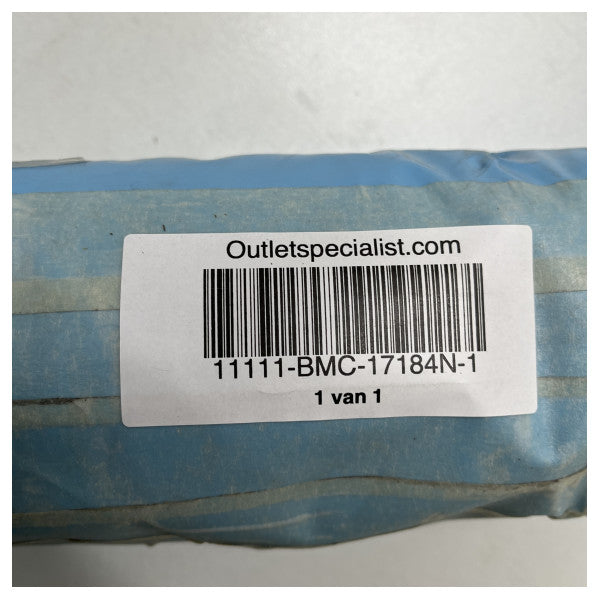 Outletspecialist.com
11111-BMC-17184N-1
1 van 1